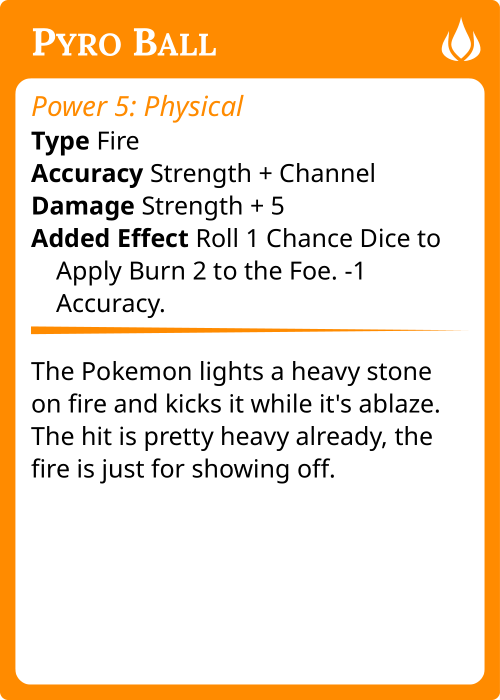 Pyro Ball
Power 5: Physical
Type Fire
Accuracy Strength + Channel
Damage Strength + 5
Added Effect Roll 1 Chance Dice to
Apply Burn 2 to the Foe. -1
Accuracy.
The Pokemon lights a heavy stone
on fire and kicks it while it's ablaze.
The hit is pretty heavy already, the
fire is just for showing off.